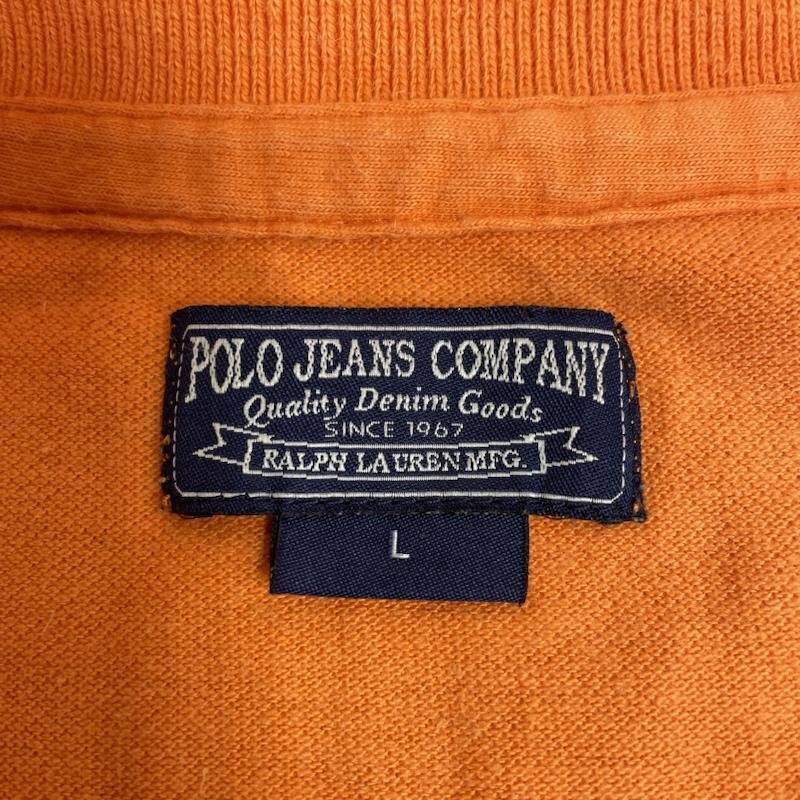 POLO JEANS COMPANY
Quality Denim Goods
SINCE 1967
RALPH LAUREN MFG.
L